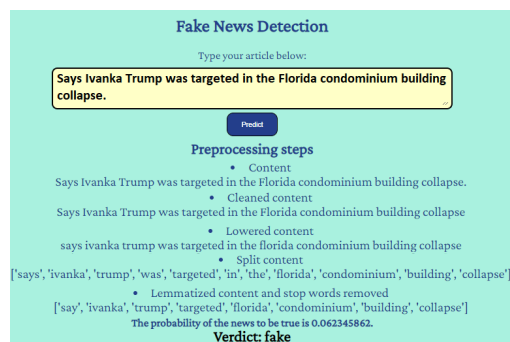 Fake News Detection
Type your article below:
Says Ivanka Trump was targeted in the Florida condominium building
collapse.
Predict
Preprocessing steps
• Content
Says Ivanka Trump was targeted in the Florida condominium building collapse.
• Cleaned content
Says Ivanka Trump was targeted in the Florida condominium building collapse
• Lowered content
says ivanka trump was targeted in the florida condominium building collapse
• Split content
['says', 'ivanka', 'trump', 'was', 'targeted', 'in', 'the', 'florida', 'condominium', 'building', 'collapse']
• Lemmatized content and stop words removed
['say', 'ivanka', 'trump', 'targeted', 'florida', 'condominium', 'building', 'collapse']
The probability of the news to be true is 0.062345862.
Verdict: fake